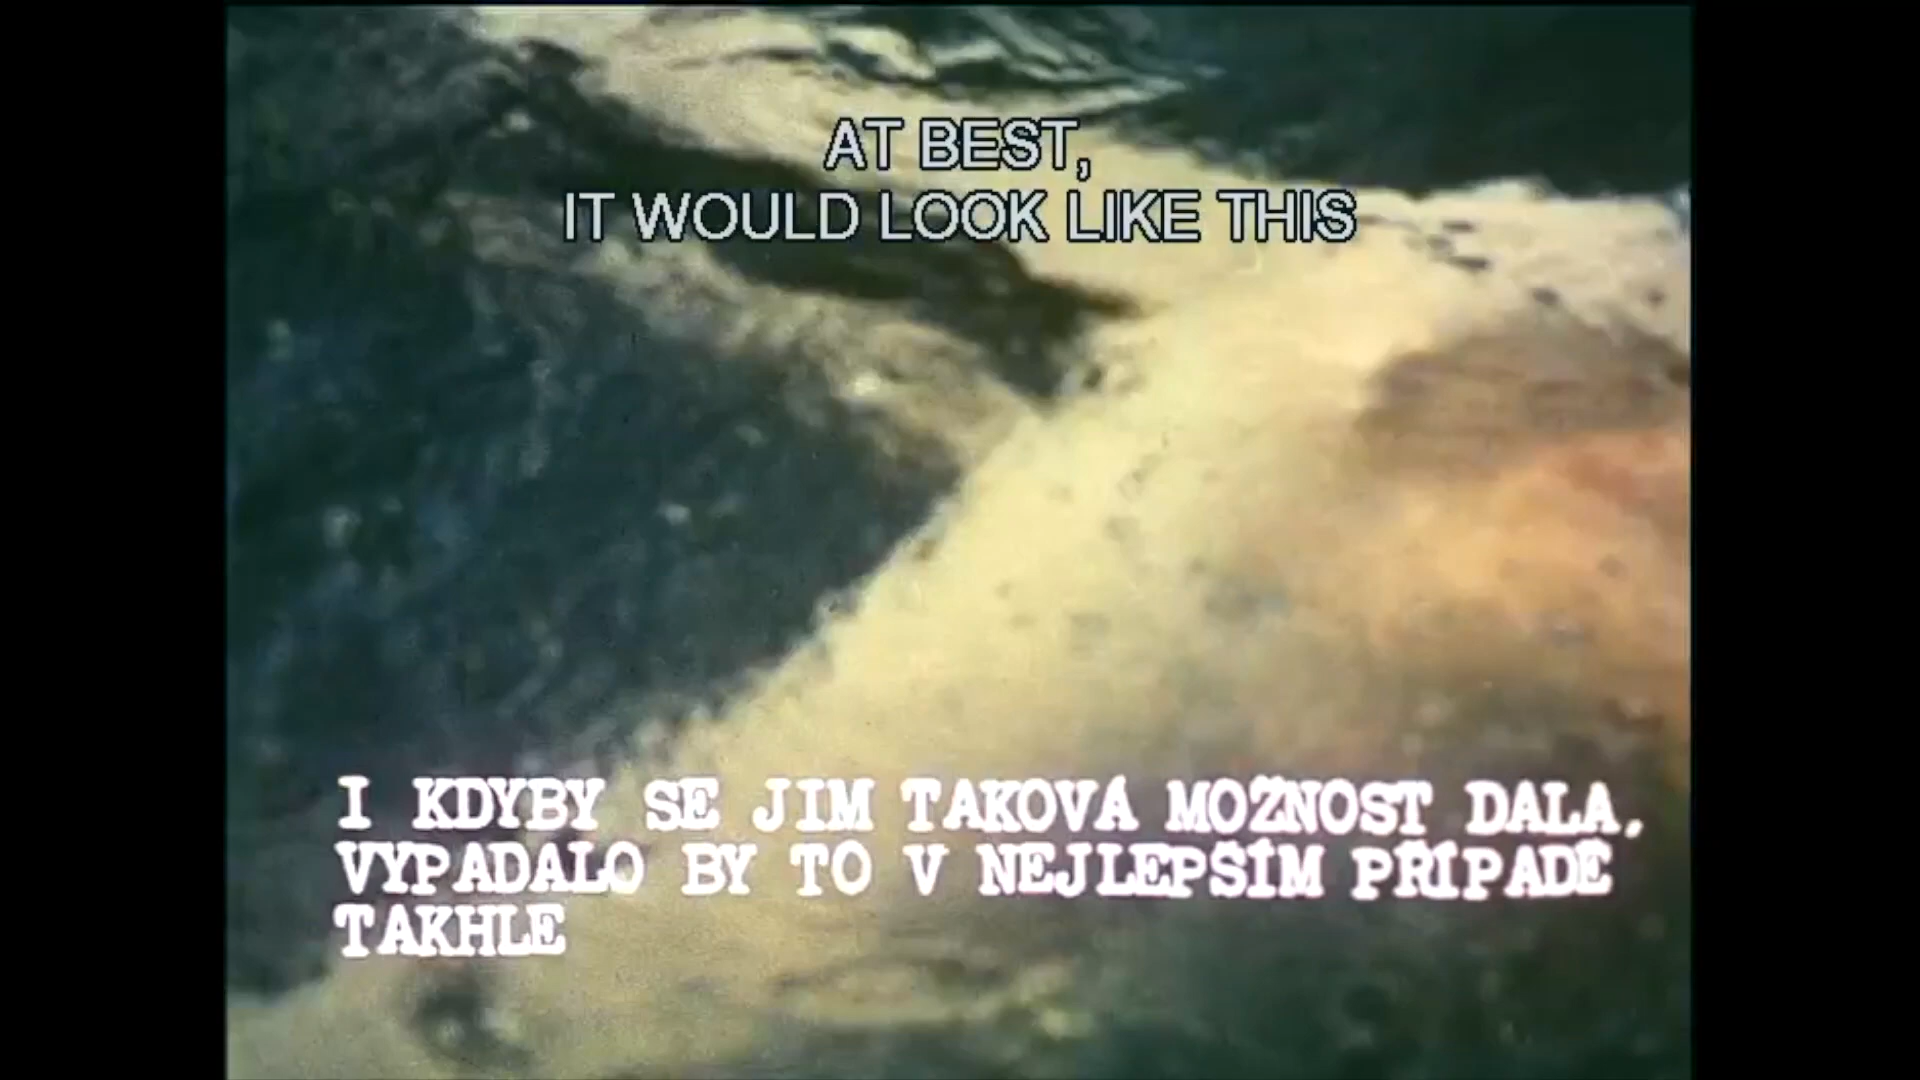 AT BEST,
IT WOULD LOOK LIKE THIS
I KDYBY SE JIM TAKOVÁ MOŽNOST DALA,
VYPADALO BY TO V NEJLEPŠÍM PŘÍPADĚ
TAKHLE